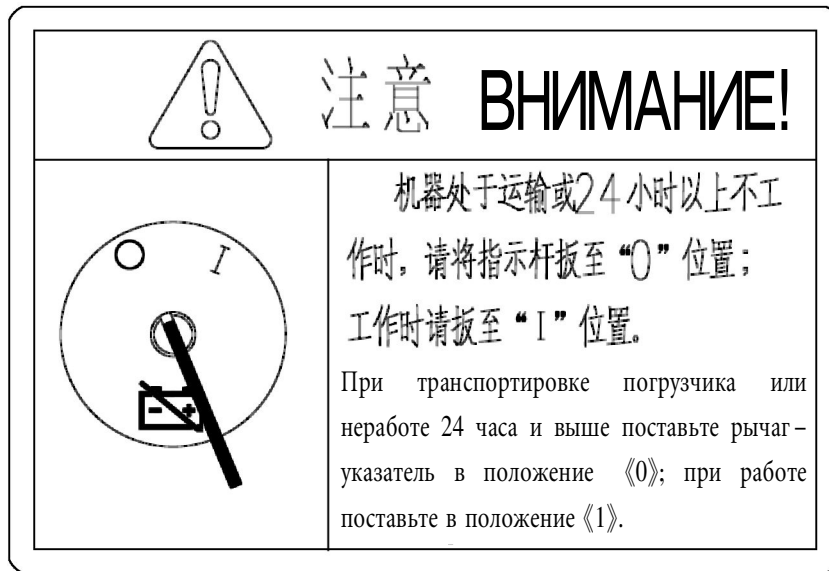 注意 ВНИМАНИЕ!
O I
机器处于运输或24小时以上不工
作时，请将指示杆扳至“O”位置；
工作时请扳至“I”位置。
При транспортировке погрузчика или
неработе 24 часа и выше поставьте рычаг–
указатель в положение 《0》; при работе
поставьте в положение《1》.
- +